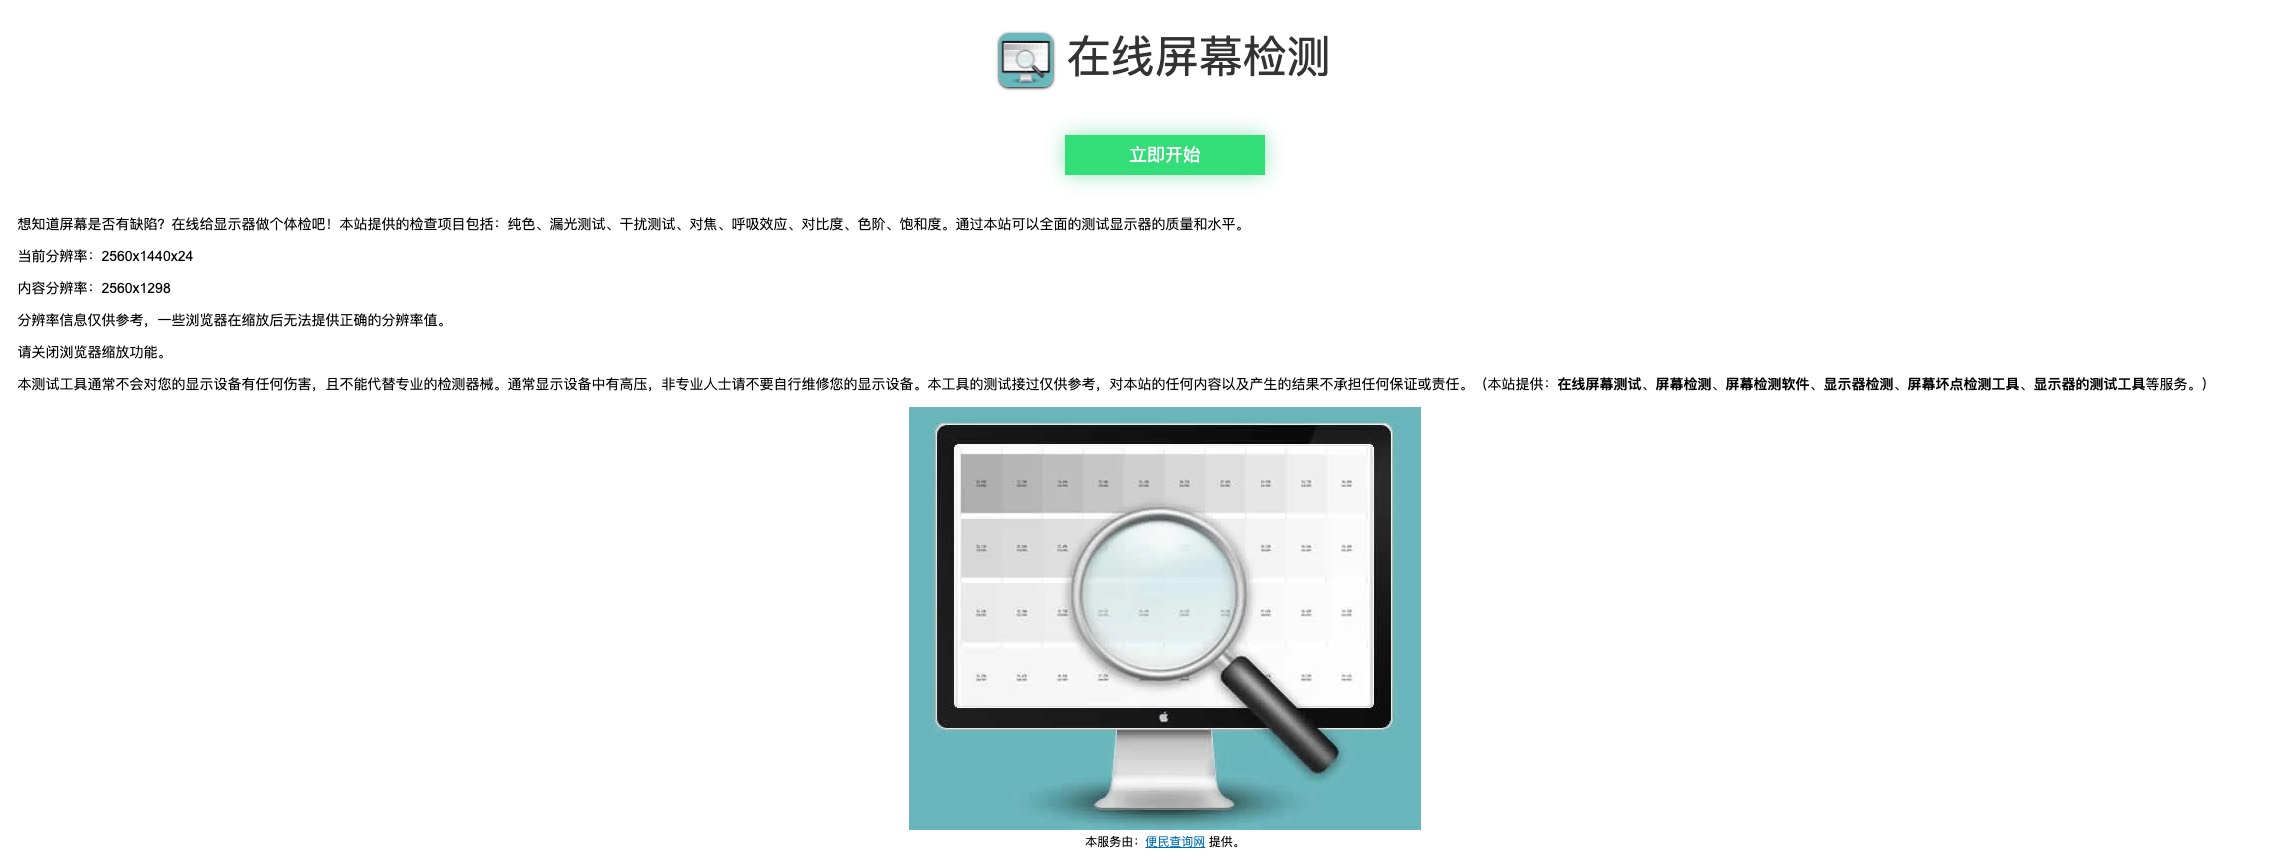 在线屏幕检测
立即开始
想知道屏幕是否有缺陷？在线给显示器做个体检吧！本站提供的检查项目包括：纯色、漏光测试、干扰测试、对焦、呼吸效应、对比度、色阶、饱和度。通过本站可以全面的测试显示器的质量和水平。
当前分辨率：2560x1440x24
内容分辨率：2560x1298
分辨率信息仅供参考，一些浏览器在缩放后无法提供正确的分辨率值。
请关闭浏览器缩放功能。
本测试工具通常不会对您的显示设备有任何伤害，且不能代替专业的检测器械。通常显示设备中有高压，非专业人士请不要自行维修您的显示设备。本工具的测试接过仅供参考，对本站的任何内容以及产生的结果不承担任何保证或责任。（本站提供：在线屏幕测试、屏幕检测、屏幕检测软件、显示器检测、屏幕坏点检测工具、显示器的测试工具等服务。）
本服务由：便民查询网 提供。